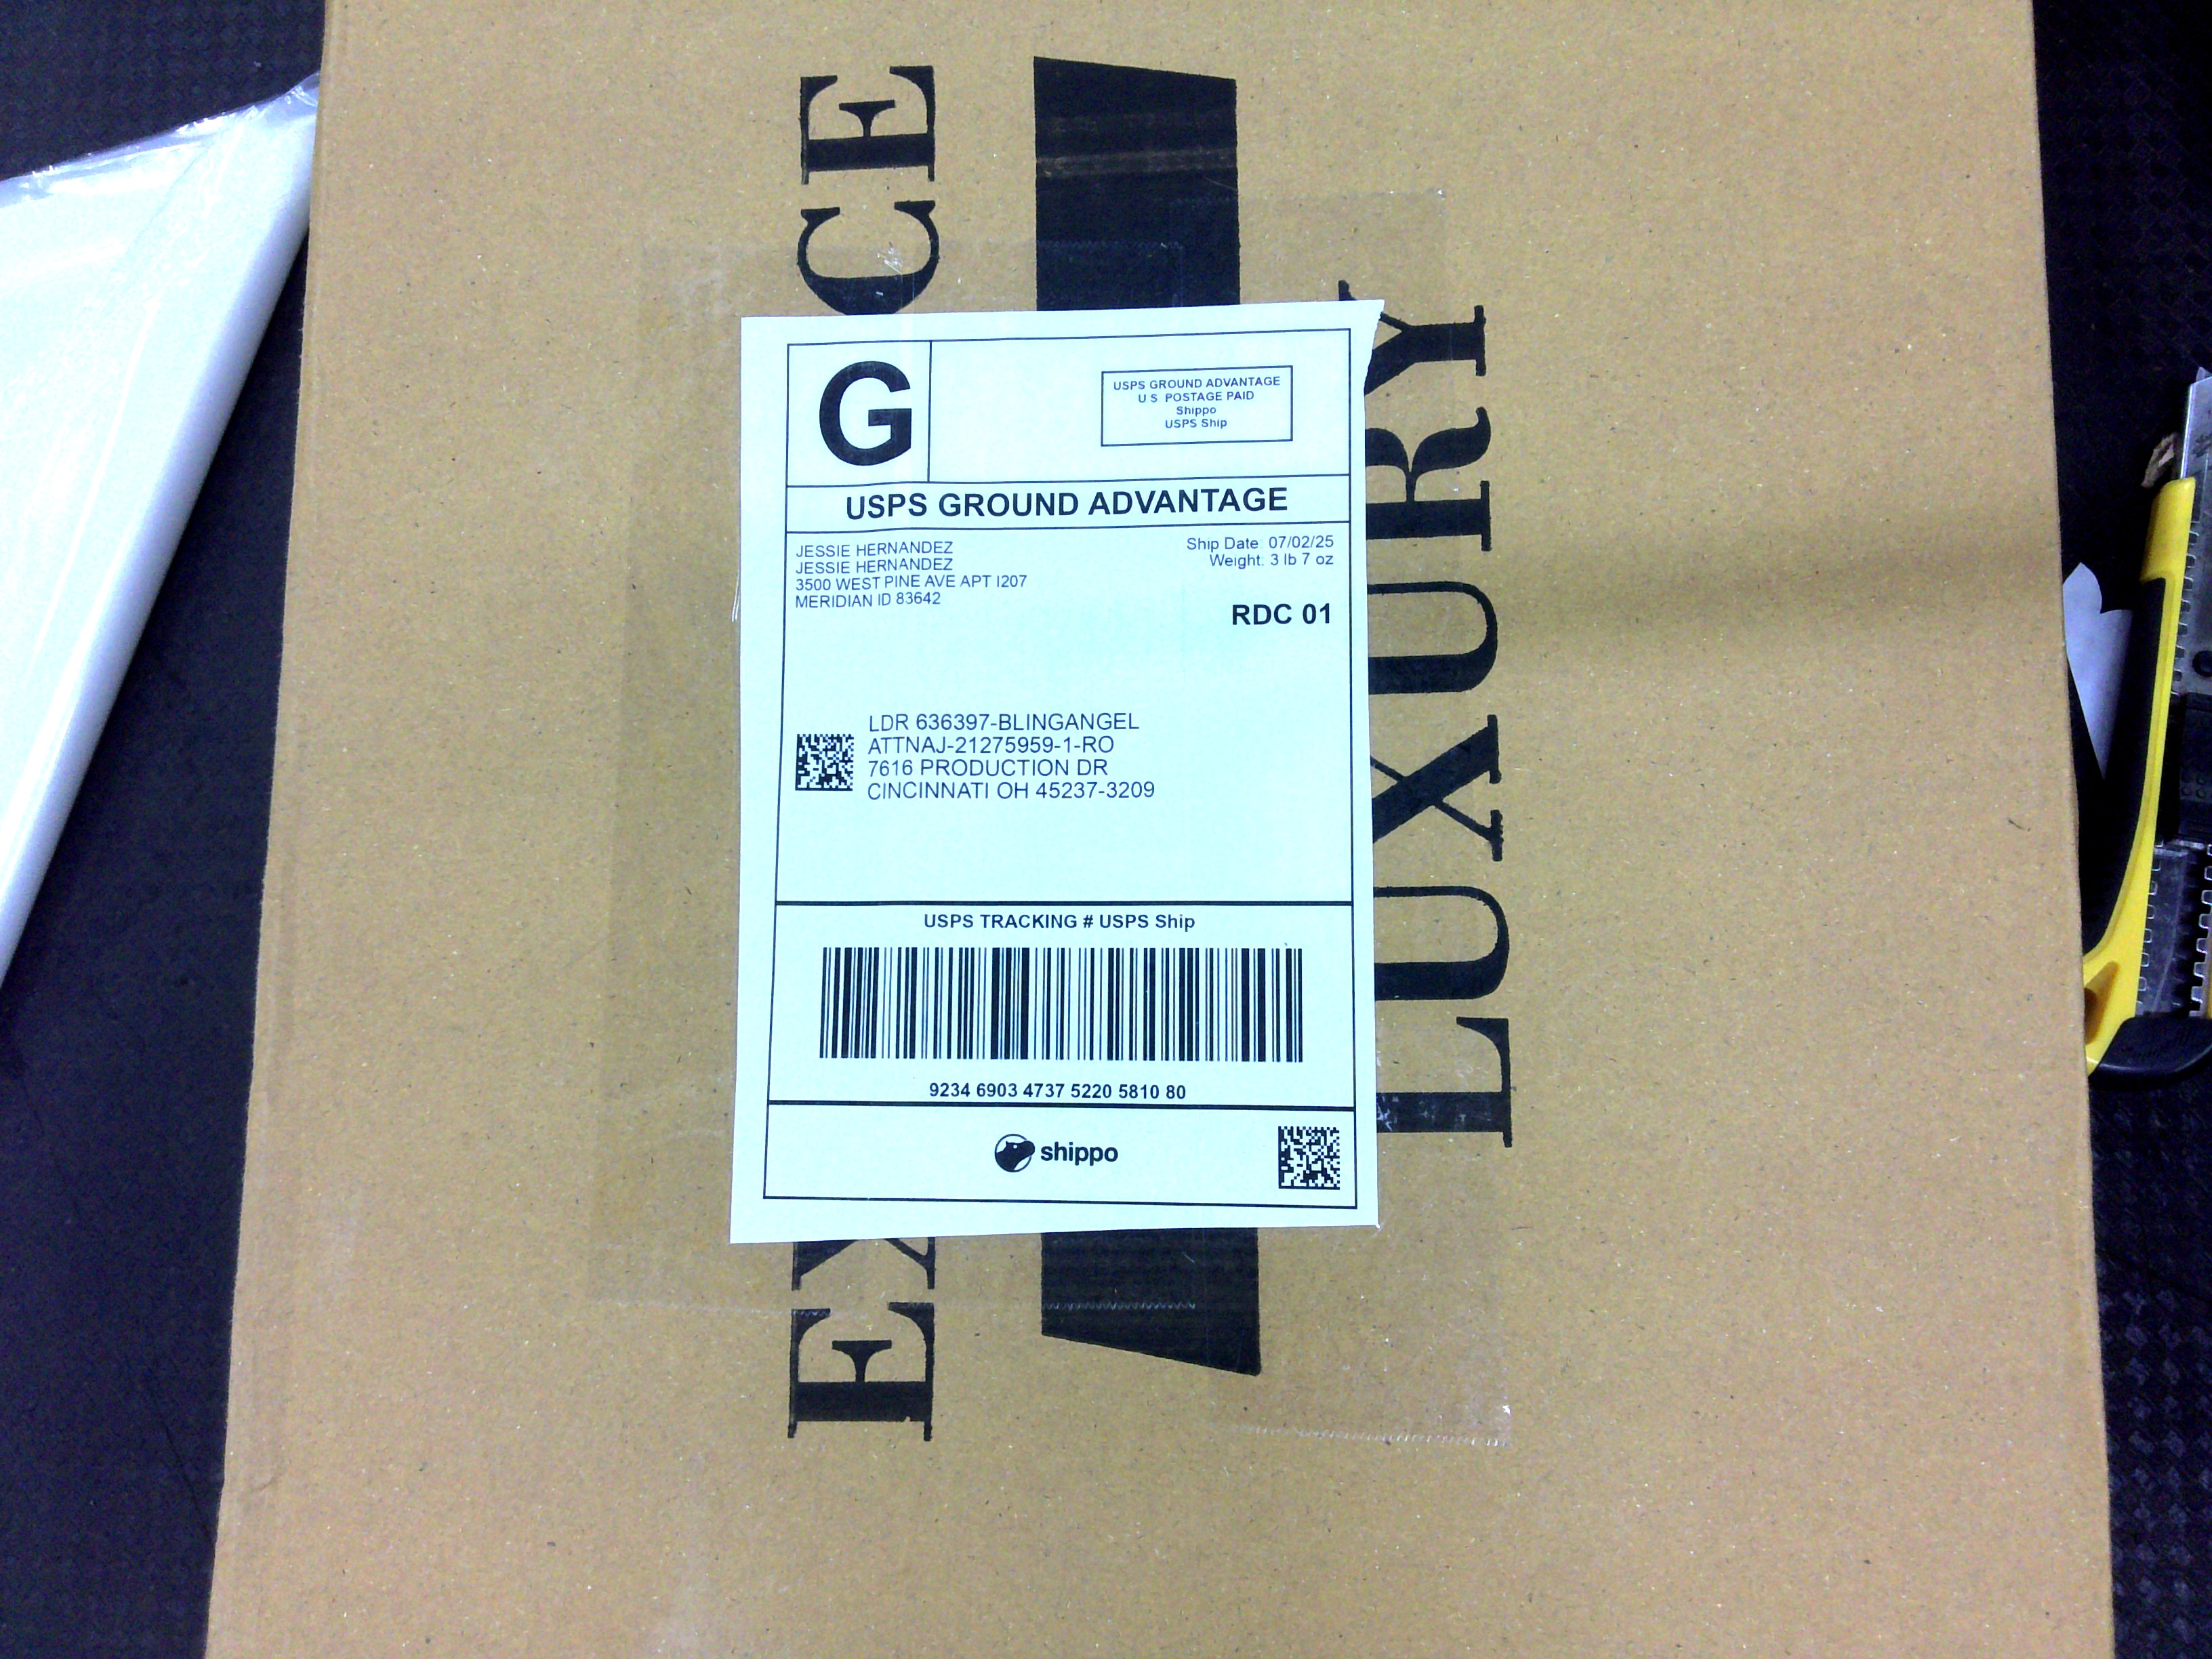 G
USPS GROUND ADVANTAGE
U S POSTAGE PAID
Shippo
USPS Ship
USPS GROUND ADVANTAGE
JESSIE HERNANDEZ
JESSIE HERNANDEZ
3500 WEST PINE AVE APT I207
MERIDIAN ID 83642
Ship Date: 07/02/25
Weight: 3 lb 7 oz
RDC 01
LDR 636397-BLINGANGEL
ATTNAJ-21275959-1-RO
7616 PRODUCTION DR
CINCINNATI OH 45237-3209
USPS TRACKING # USPS Ship
9234 6903 4737 5220 5810 80
shippo
LUXURY